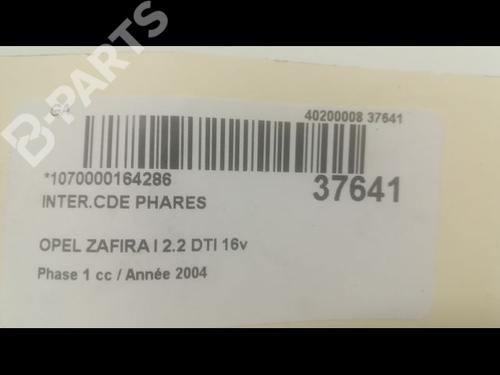 B-PARTS
G4
40200008 37641
*1070000164286
37641
INTER.CDE PHARES
OPEL ZAFIRA I 2.2 DTI 16v
Phase 1 cc / Année 2004